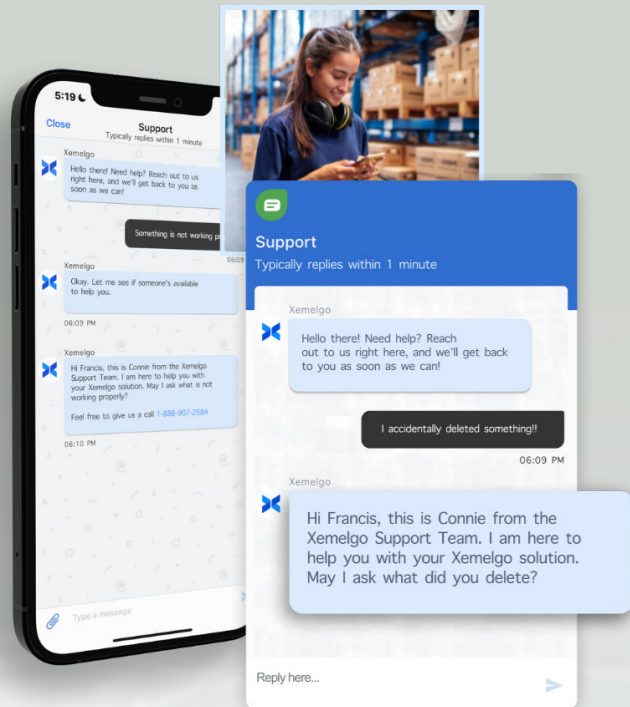 5:19
Close
Support
Typically replies within 1 minute
Xemelgo
Hello there! Need help? Reach out to us
right here, and we'll get back to you as
soon as we can!
Something is not working
06:09
Xemelgo
Okay. Let me see if someone's available
to help you.
06:09 PM
Xemelgo
Hi Francis, this is Connie from the Xemelgo
Support Team. I am here to help you with
your Xemelgo solution. May I ask what is not
working properly?
Feel free to give us a call 1-888-907-2884
06:10 PM
Type a message
Support
Typically replies within 1 minute
Xemelgo
Hello there! Need help? Reach
out to us right here, and we'll get back
to you as soon as we can!
I accidentally deleted something!!
06:09 PM
Xemelgo
Hi Francis, this is Connie from the
Xemelgo Support Team. I am here to
help you with your Xemelgo solution.
May I ask what did you delete?
Reply here...